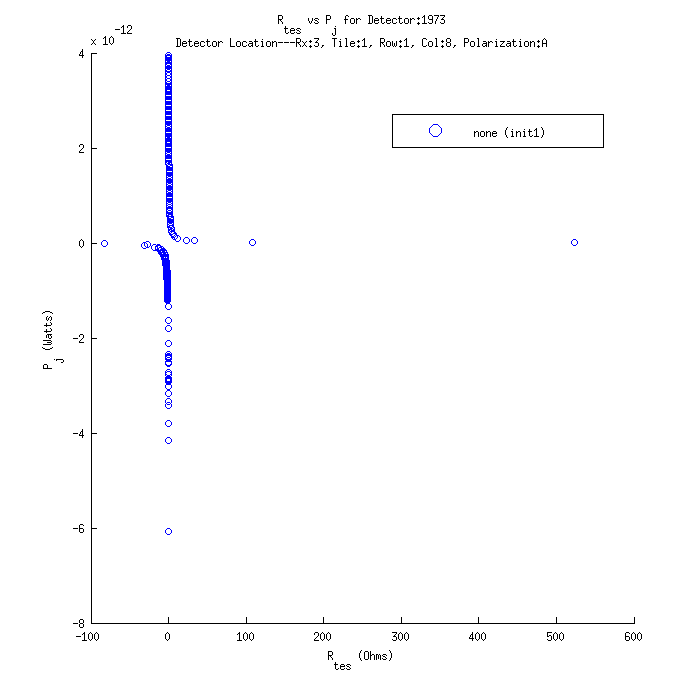 R_tes vs P_j for Detector:1973
Detector Location---Rx:3, Tile:1, Row:1, Col:8, Polarization:A
x 10^-12
none (init1)
4
2
0
-2
-4
-6
-8
P_j (Watts)
-100 0 100 200 300 400 500 600
R_tes (Ohms)